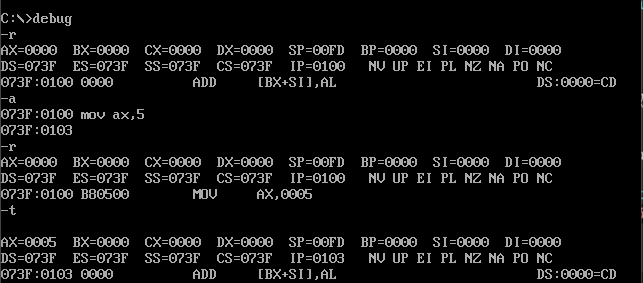 C:\>debug
-r
AX=0000  BX=0000  CX=0000  DX=0000  SP=00FD  BP=0000  SI=0000  DI=0000
DS=073F  ES=073F  SS=073F  CS=073F  IP=0100   NV UP EI PL NZ NA PO NC
073F:0100 0000          ADD     [BX+SI],AL                         DS:0000=CD
-a
073F:0100 mov ax,5
073F:0103
-r
AX=0000  BX=0000  CX=0000  DX=0000  SP=00FD  BP=0000  SI=0000  DI=0000
DS=073F  ES=073F  SS=073F  CS=073F  IP=0100   NV UP EI PL NZ NA PO NC
073F:0100 B80500        MOV     AX,0005
-t
AX=0005  BX=0000  CX=0000  DX=0000  SP=00FD  BP=0000  SI=0000  DI=0000
DS=073F  ES=073F  SS=073F  CS=073F  IP=0103   NV UP EI PL NZ NA PO NC
073F:0103 0000          ADD     [BX+SI],AL                         DS:0000=CD